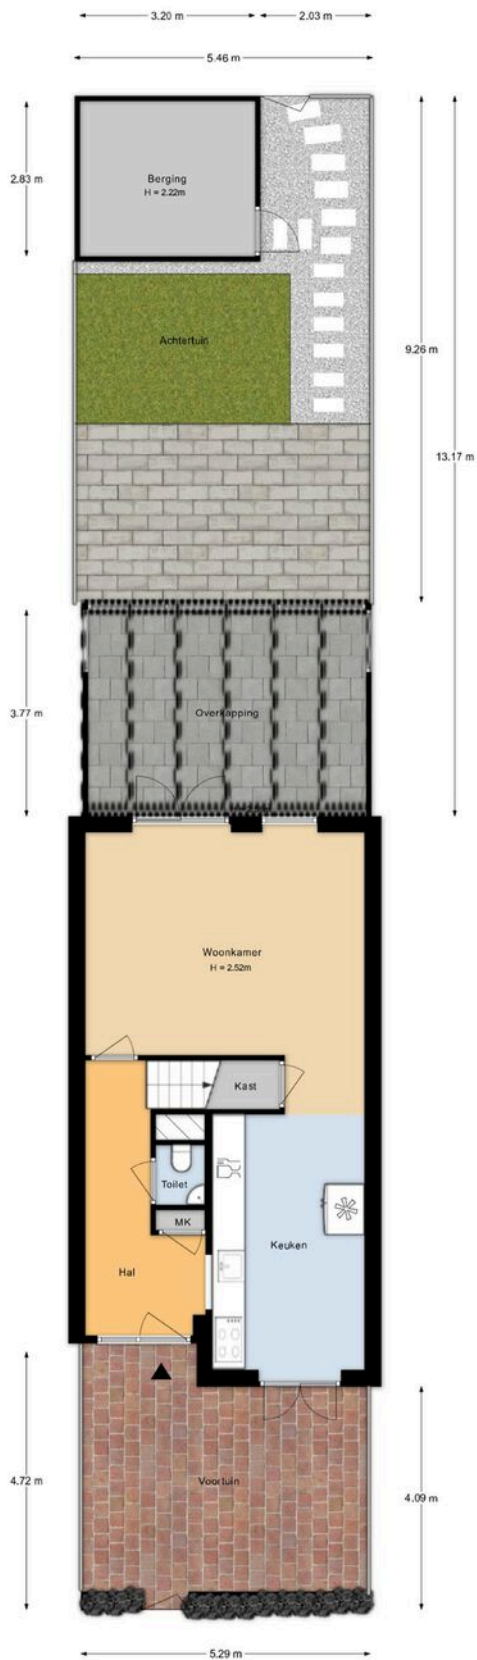 3.20 m
2.03 m
5.46 m
2.83 m
Berging
H = 2.22m
Achtertuin
9.26 m
13.17 m
3.77 m
Overkapping
Woonkamer
H = 2.52m
Kast
Toilet
MK
Keuken
Hal
4.72 m
Voortuin
4.09 m
5.29 m